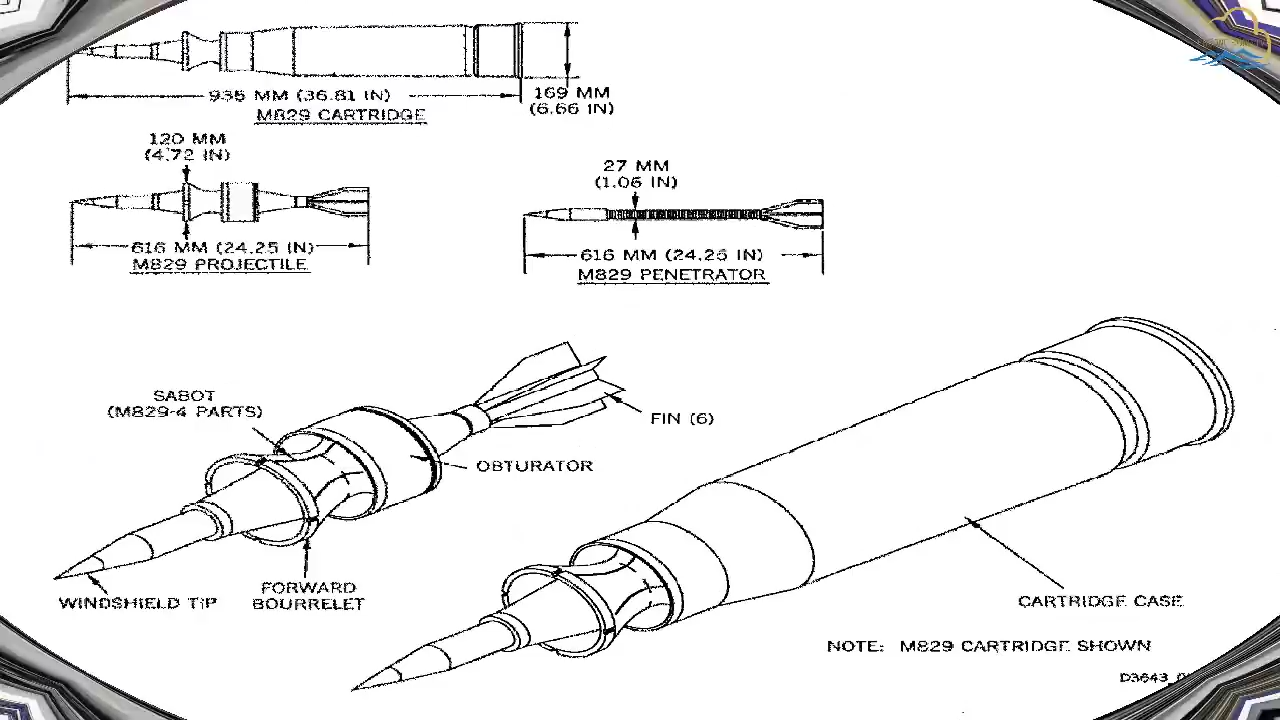 935 MM (36.81 IN)
169 MM
(6.66 IN)
M829 CARTRIDGE
120 MM
(4.72 IN)
27 MM
(1.06 IN)
616 MM (24.25 IN)
M829 PROJECTILE
616 MM (24.25 IN)
M829 PENETRATOR
SABOT
(M829-4 PARTS)
FIN (6)
OBTURATOR
FORWARD
BOURRELET
WINDSHIELD TIP
CARTRIDGE CASE
NOTE: M829 CARTRIDGE SHOWN